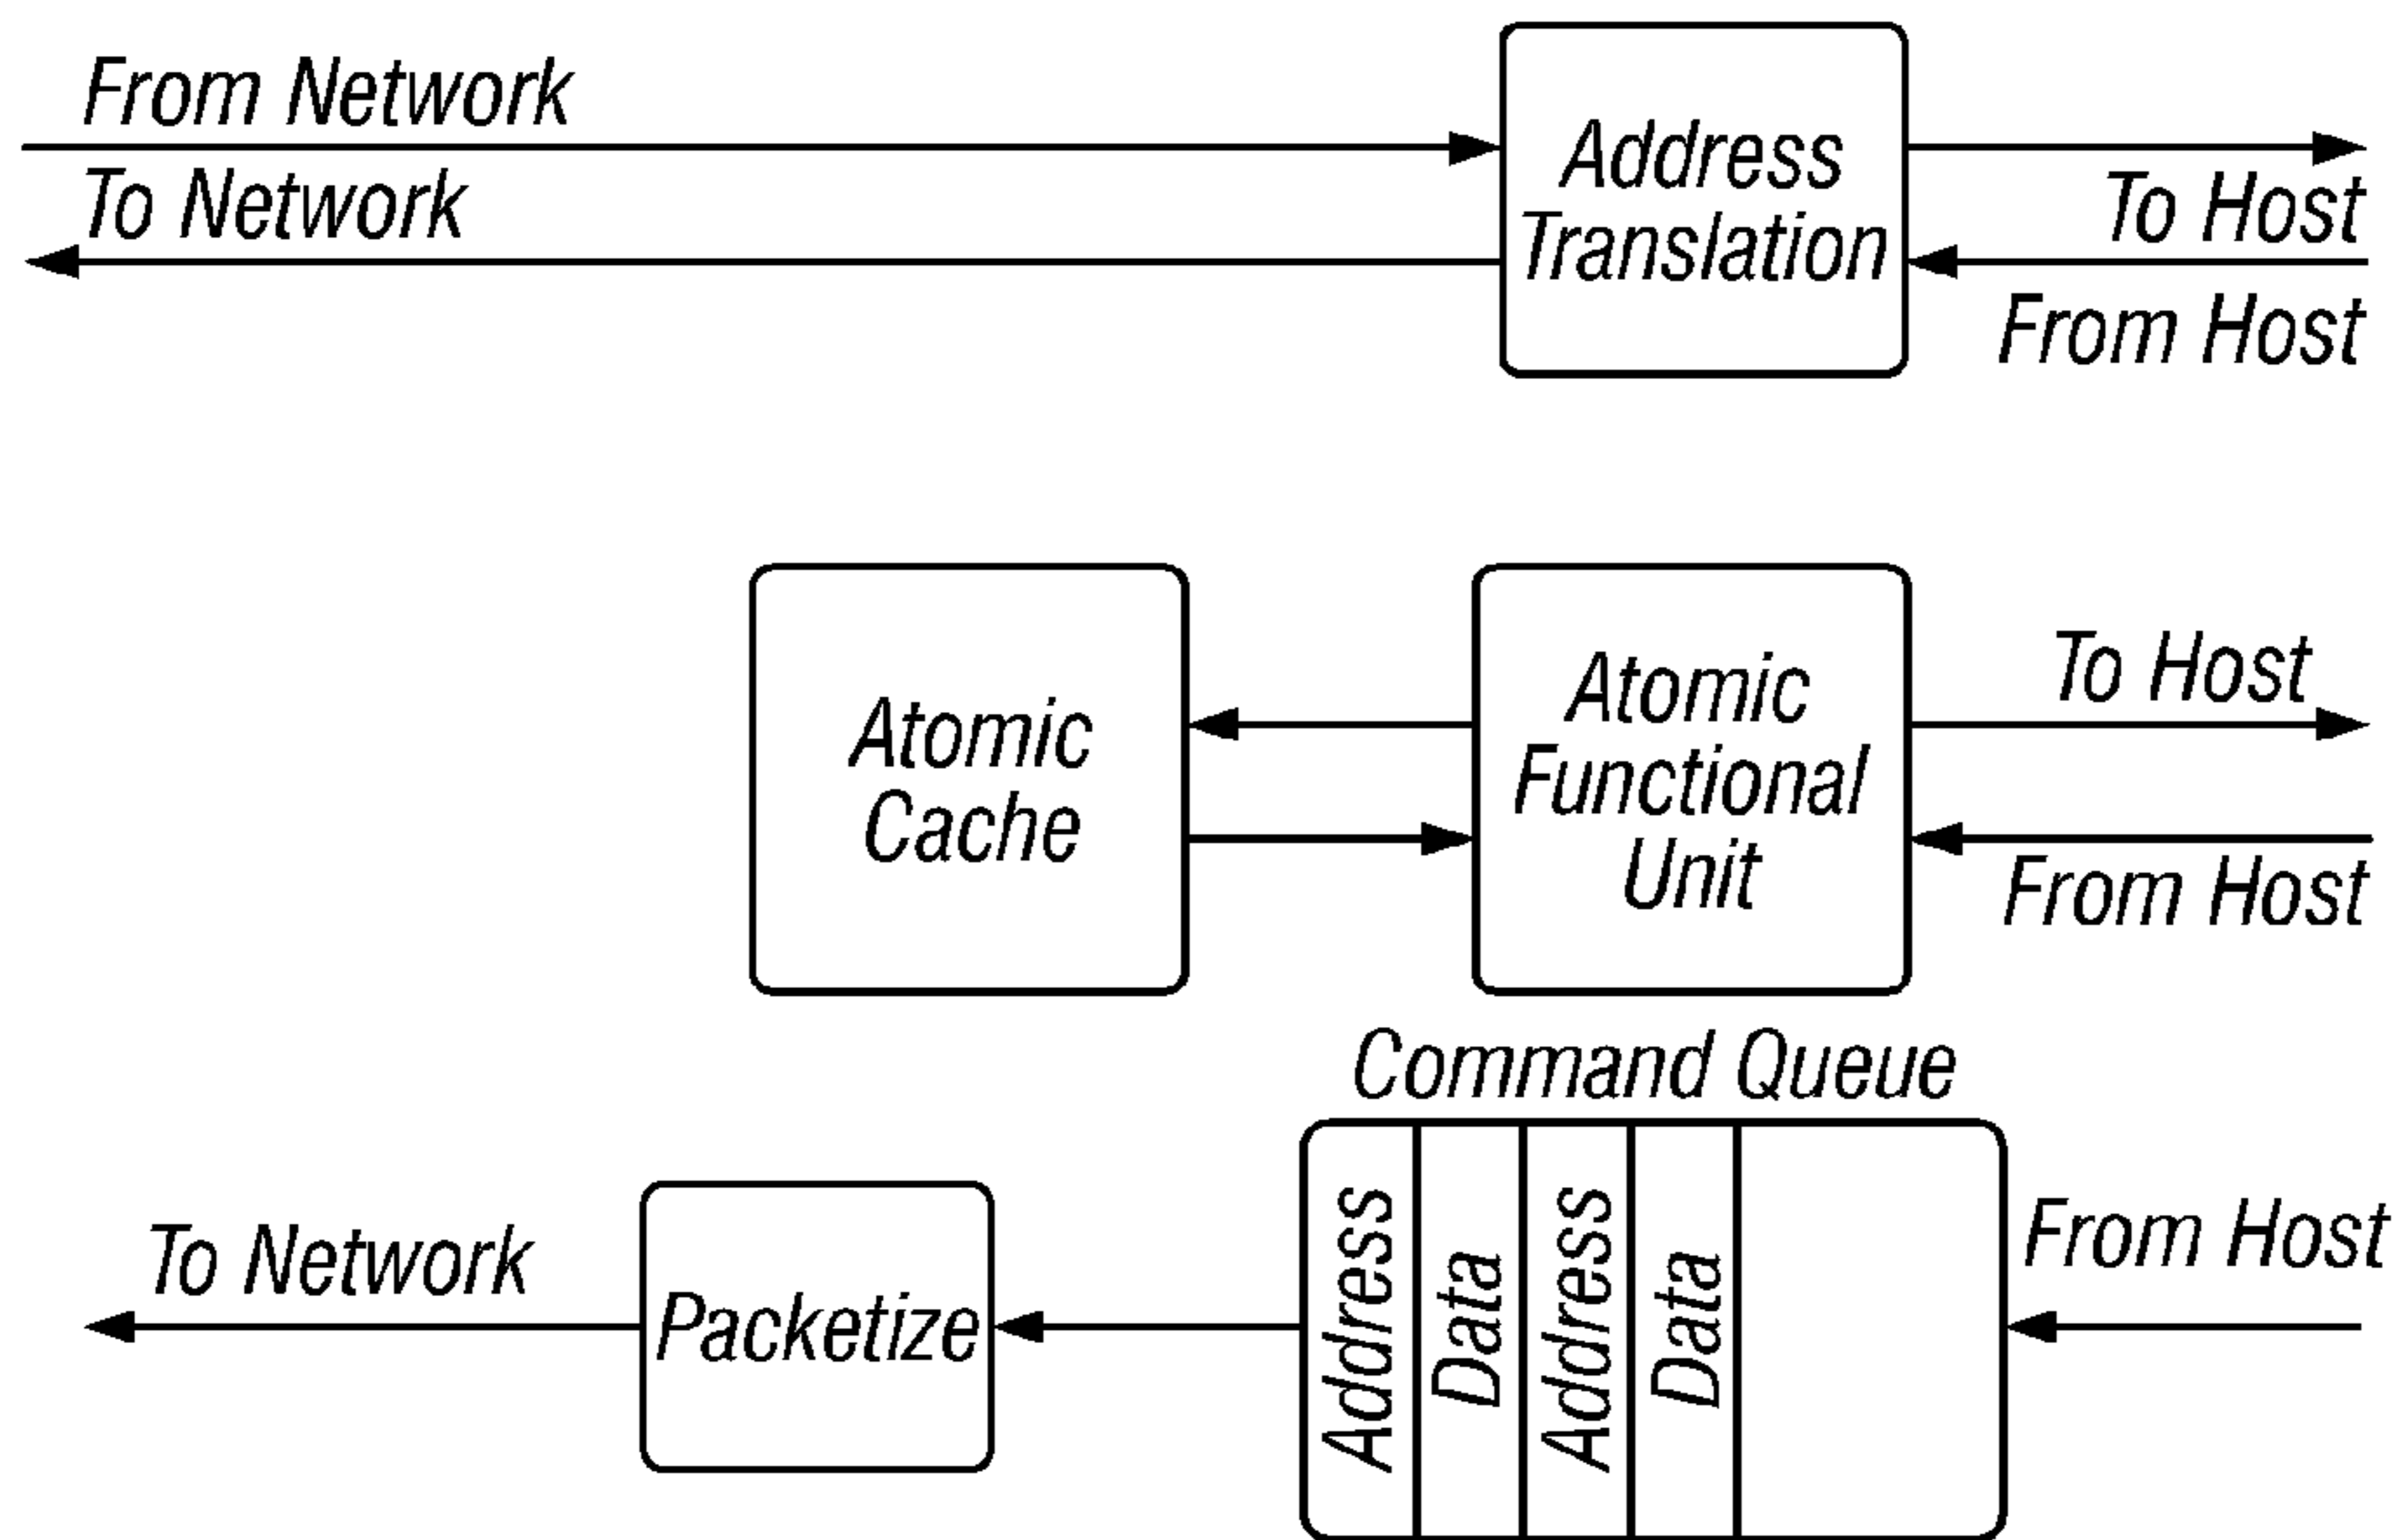 From Network
To Network
Address
Translation
To Host
From Host
Atomic
Cache
Atomic
Functional
Unit
To Host
From Host
Command Queue
To Network
Packetize
Address
Data
Address
Data
From Host